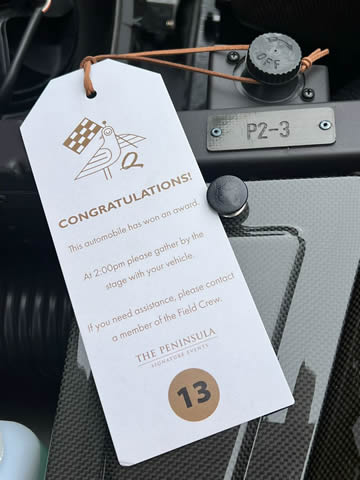 OFF
P2-3
CONGRATULATIONS!
This automobile has won an award.
At 2:00pm please gather by the
stage with your vehicle.
If you need assistance, please contact
a member of the Field Crew.
THE PENINSULA
SIGNATURE EVENTS
13